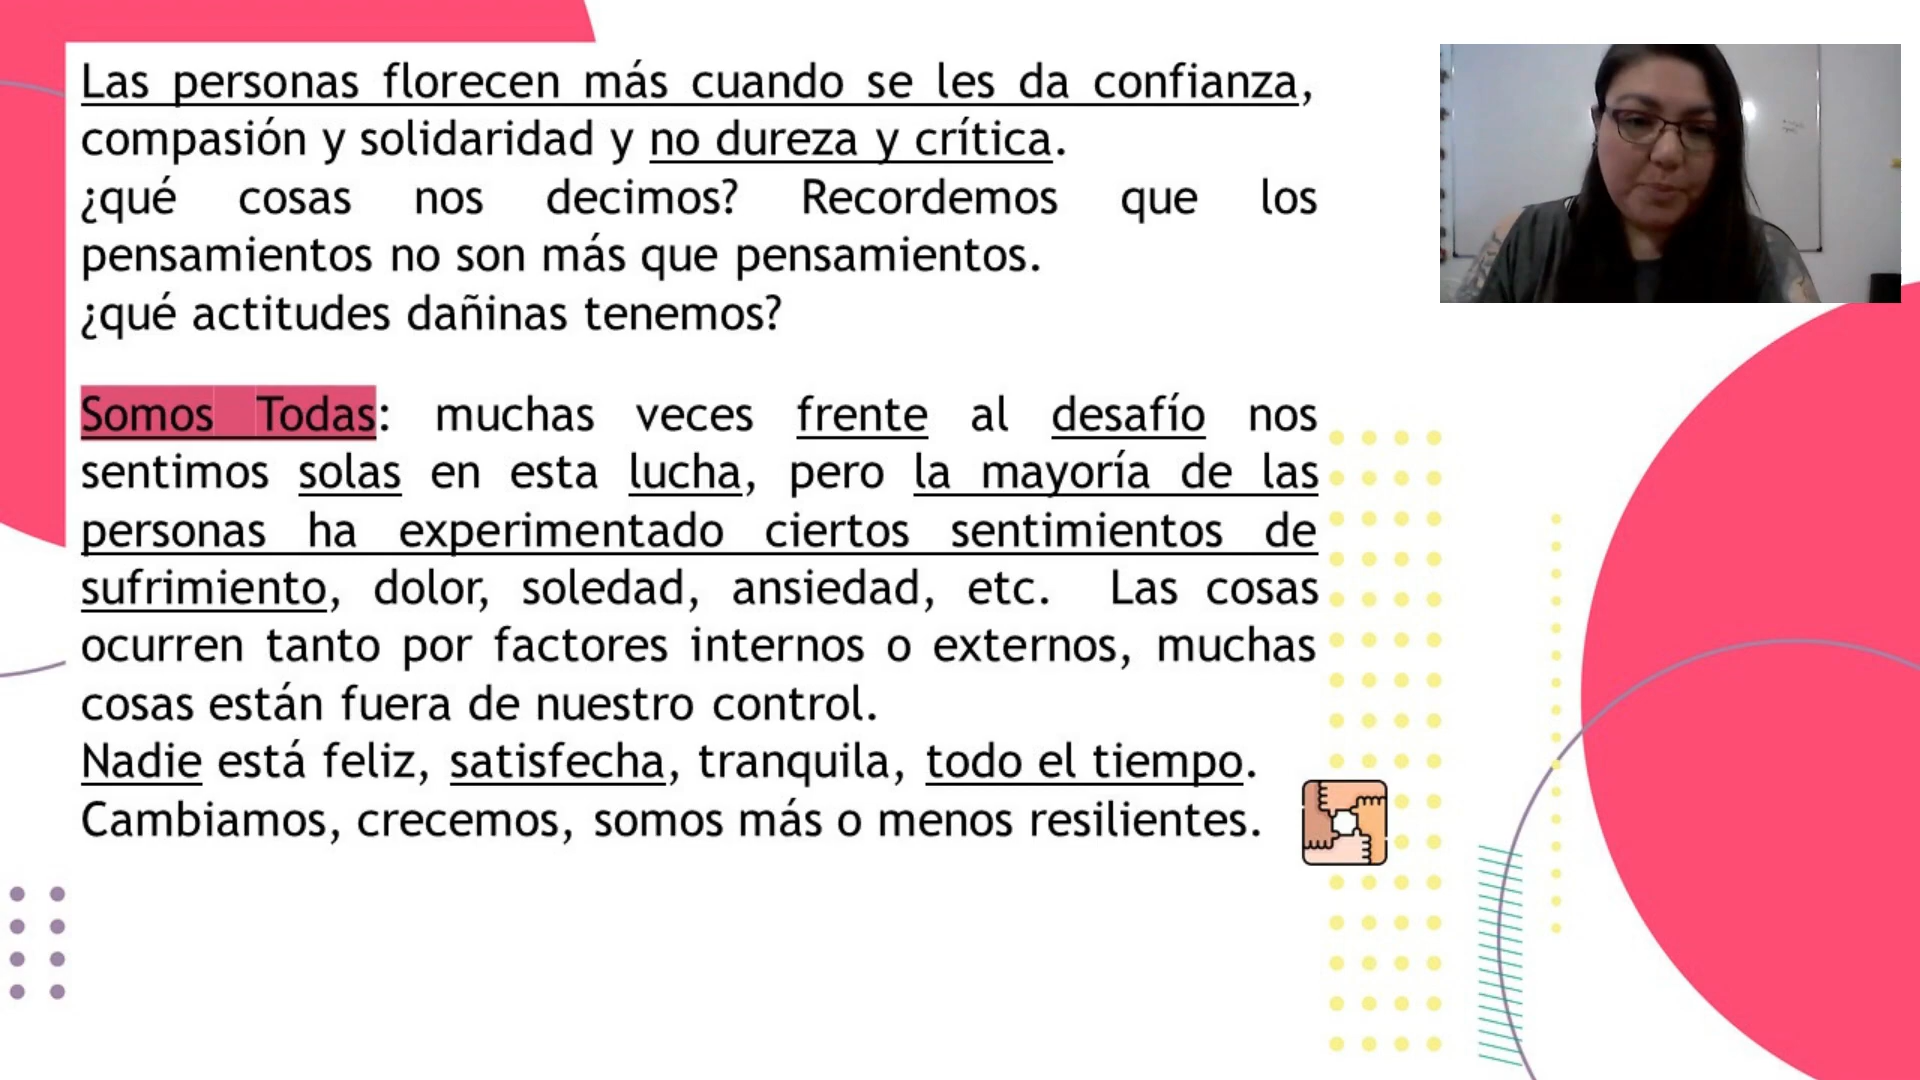 Las personas florecen más cuando se les da confianza,
compasión y solidaridad y no dureza y crítica.
¿qué cosas nos decimos? Recordemos que los
pensamientos no son más que pensamientos.
¿qué actitudes dañinas tenemos?
Somos Todas: muchas veces frente al desafío nos
sentimos solas en esta lucha, pero la mayoría de las
personas ha experimentado ciertos sentimientos de
sufrimiento, dolor, soledad, ansiedad, etc. Las cosas
ocurren tanto por factores internos o externos, muchas
cosas están fuera de nuestro control.
Nadie está feliz, satisfecha, tranquila, todo el tiempo.
Cambiamos, crecemos, somos más o menos resilientes.